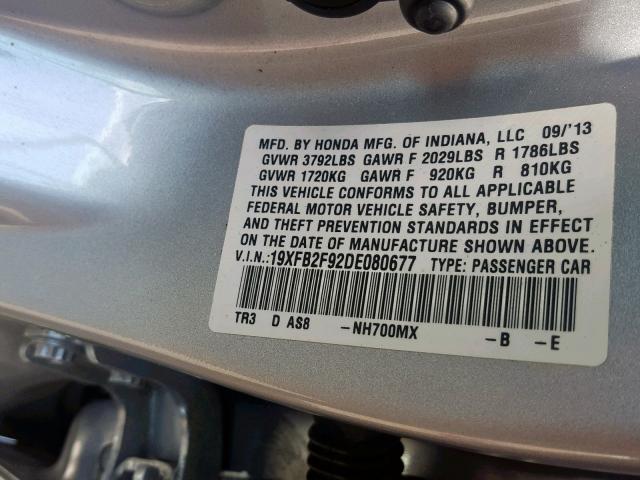 MFD. BY HONDA MFG. OF INDIANA, LLC 09/'13
GVWR 3792LBS GAWR F 2029LBS R 1786LBS
GVWR 1720KG GAWR F 920KG R 810KG
THIS VEHICLE CONFORMS TO ALL APPLICABLE
FEDERAL MOTOR VEHICLE SAFETY, BUMPER,
AND THEFT PREVENTION STANDARDS IN EFFECT
ON THE DATE OF MANUFACTURE SHOWN ABOVE.
V.I.N.: 19XFB2F92DE080677 TYPE: PASSENGER CAR
TR3 D AS8 -NH700MX -B -E